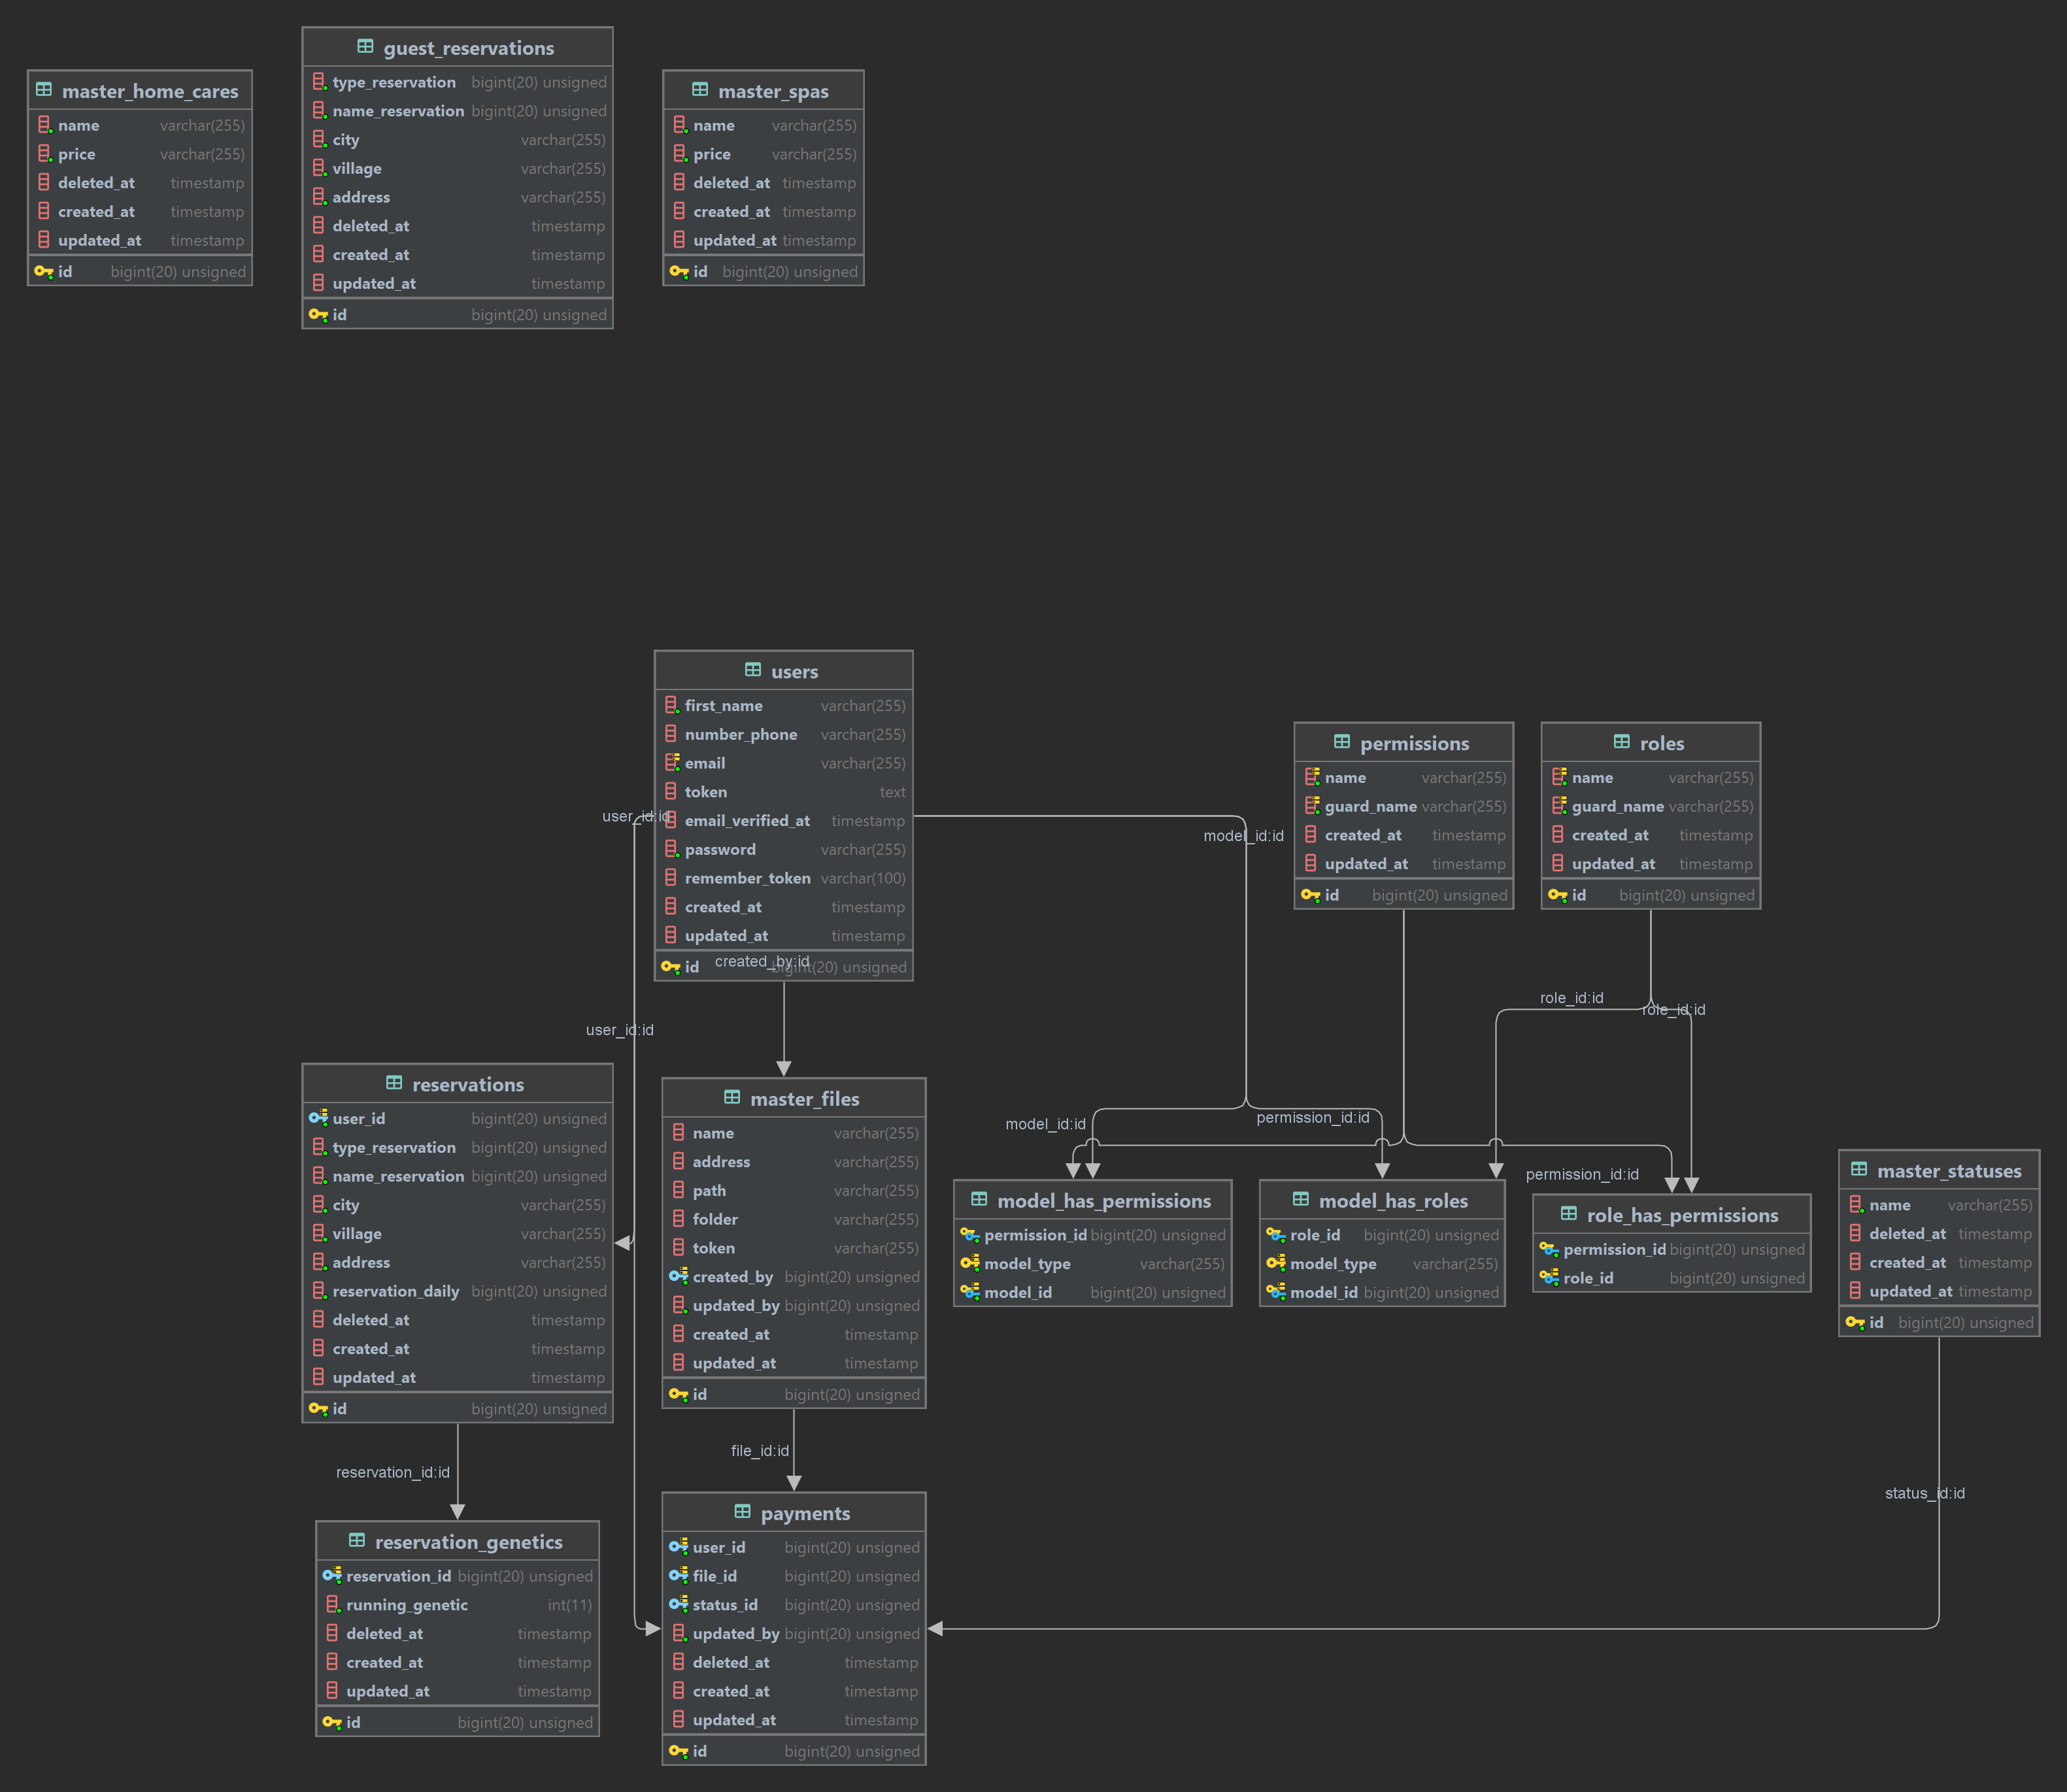 guest_reservations
type_reservation bigint(20) unsigned
name_reservation bigint(20) unsigned
city varchar(255)
village varchar(255)
address varchar(255)
deleted_at timestamp
created_at timestamp
updated_at timestamp
id bigint(20) unsigned
master_home_cares
name varchar(255)
price varchar(255)
deleted_at timestamp
created_at timestamp
updated_at timestamp
id bigint(20) unsigned
master_spas
name varchar(255)
price varchar(255)
deleted_at timestamp
created_at timestamp
updated_at timestamp
id bigint(20) unsigned
users
first_name varchar(255)
number_phone varchar(255)
email varchar(255)
token text
email_verified_at timestamp
password varchar(255)
remember_token varchar(100)
created_at timestamp
updated_at timestamp
id bigint(20) unsigned
user_id:id
created_by:id
user_id:id
model_id:id
permissions
name varchar(255)
guard_name varchar(255)
created_at timestamp
updated_at timestamp
id bigint(20) unsigned
roles
name varchar(255)
guard_name varchar(255)
created_at timestamp
updated_at timestamp
id bigint(20) unsigned
role_id:id
role_id:id
reservations
user_id bigint(20) unsigned
type_reservation bigint(20) unsigned
name_reservation bigint(20) unsigned
city varchar(255)
village varchar(255)
address varchar(255)
reservation_daily bigint(20) unsigned
deleted_at timestamp
created_at timestamp
updated_at timestamp
id bigint(20) unsigned
master_files
name varchar(255)
address varchar(255)
path varchar(255)
folder varchar(255)
token varchar(255)
created_by bigint(20) unsigned
updated_by bigint(20) unsigned
created_at timestamp
updated_at timestamp
id bigint(20) unsigned
model_id:id
permission_id:id
permission_id:id
model_has_permissions
permission_id bigint(20) unsigned
model_type varchar(255)
model_id bigint(20) unsigned
model_has_roles
role_id bigint(20) unsigned
model_type varchar(255)
model_id bigint(20) unsigned
role_has_permissions
permission_id bigint(20) unsigned
role_id bigint(20) unsigned
master_statuses
name varchar(255)
deleted_at timestamp
created_at timestamp
updated_at timestamp
id bigint(20) unsigned
reservation_id:id
file_id:id
status_id:id
reservation_genetics
reservation_id bigint(20) unsigned
running_genetic int(11)
deleted_at timestamp
created_at timestamp
updated_at timestamp
id bigint(20) unsigned
payments
user_id bigint(20) unsigned
file_id bigint(20) unsigned
status_id bigint(20) unsigned
updated_by bigint(20) unsigned
deleted_at timestamp
created_at timestamp
updated_at timestamp
id bigint(20) unsigned